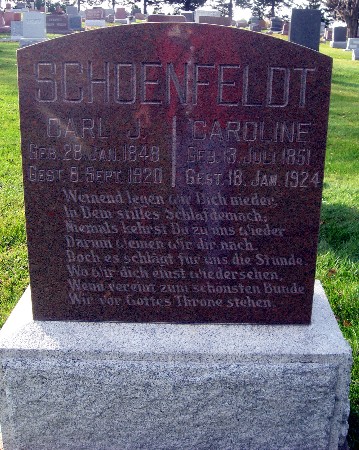 SCHOENFELDT
CARL J. CAROLINE
GEB. 28 JAN. 1848 GEB. 13. JULI 1851
GEST. 8 SEPT. 1920 GEST. 18. JAN. 1924
Weinend legen wir Dich nieder,
In Dein stilles Schlafgemach;
Niemals kehrst Du zu uns wieder
Darum weinen wir dir nach.
Doch es schlägt für uns die Stunde,
Wo wir dich einst wiedersehen,
Wenn vereint zum schönsten Bunde
Wir vor Gottes Throne stehen.